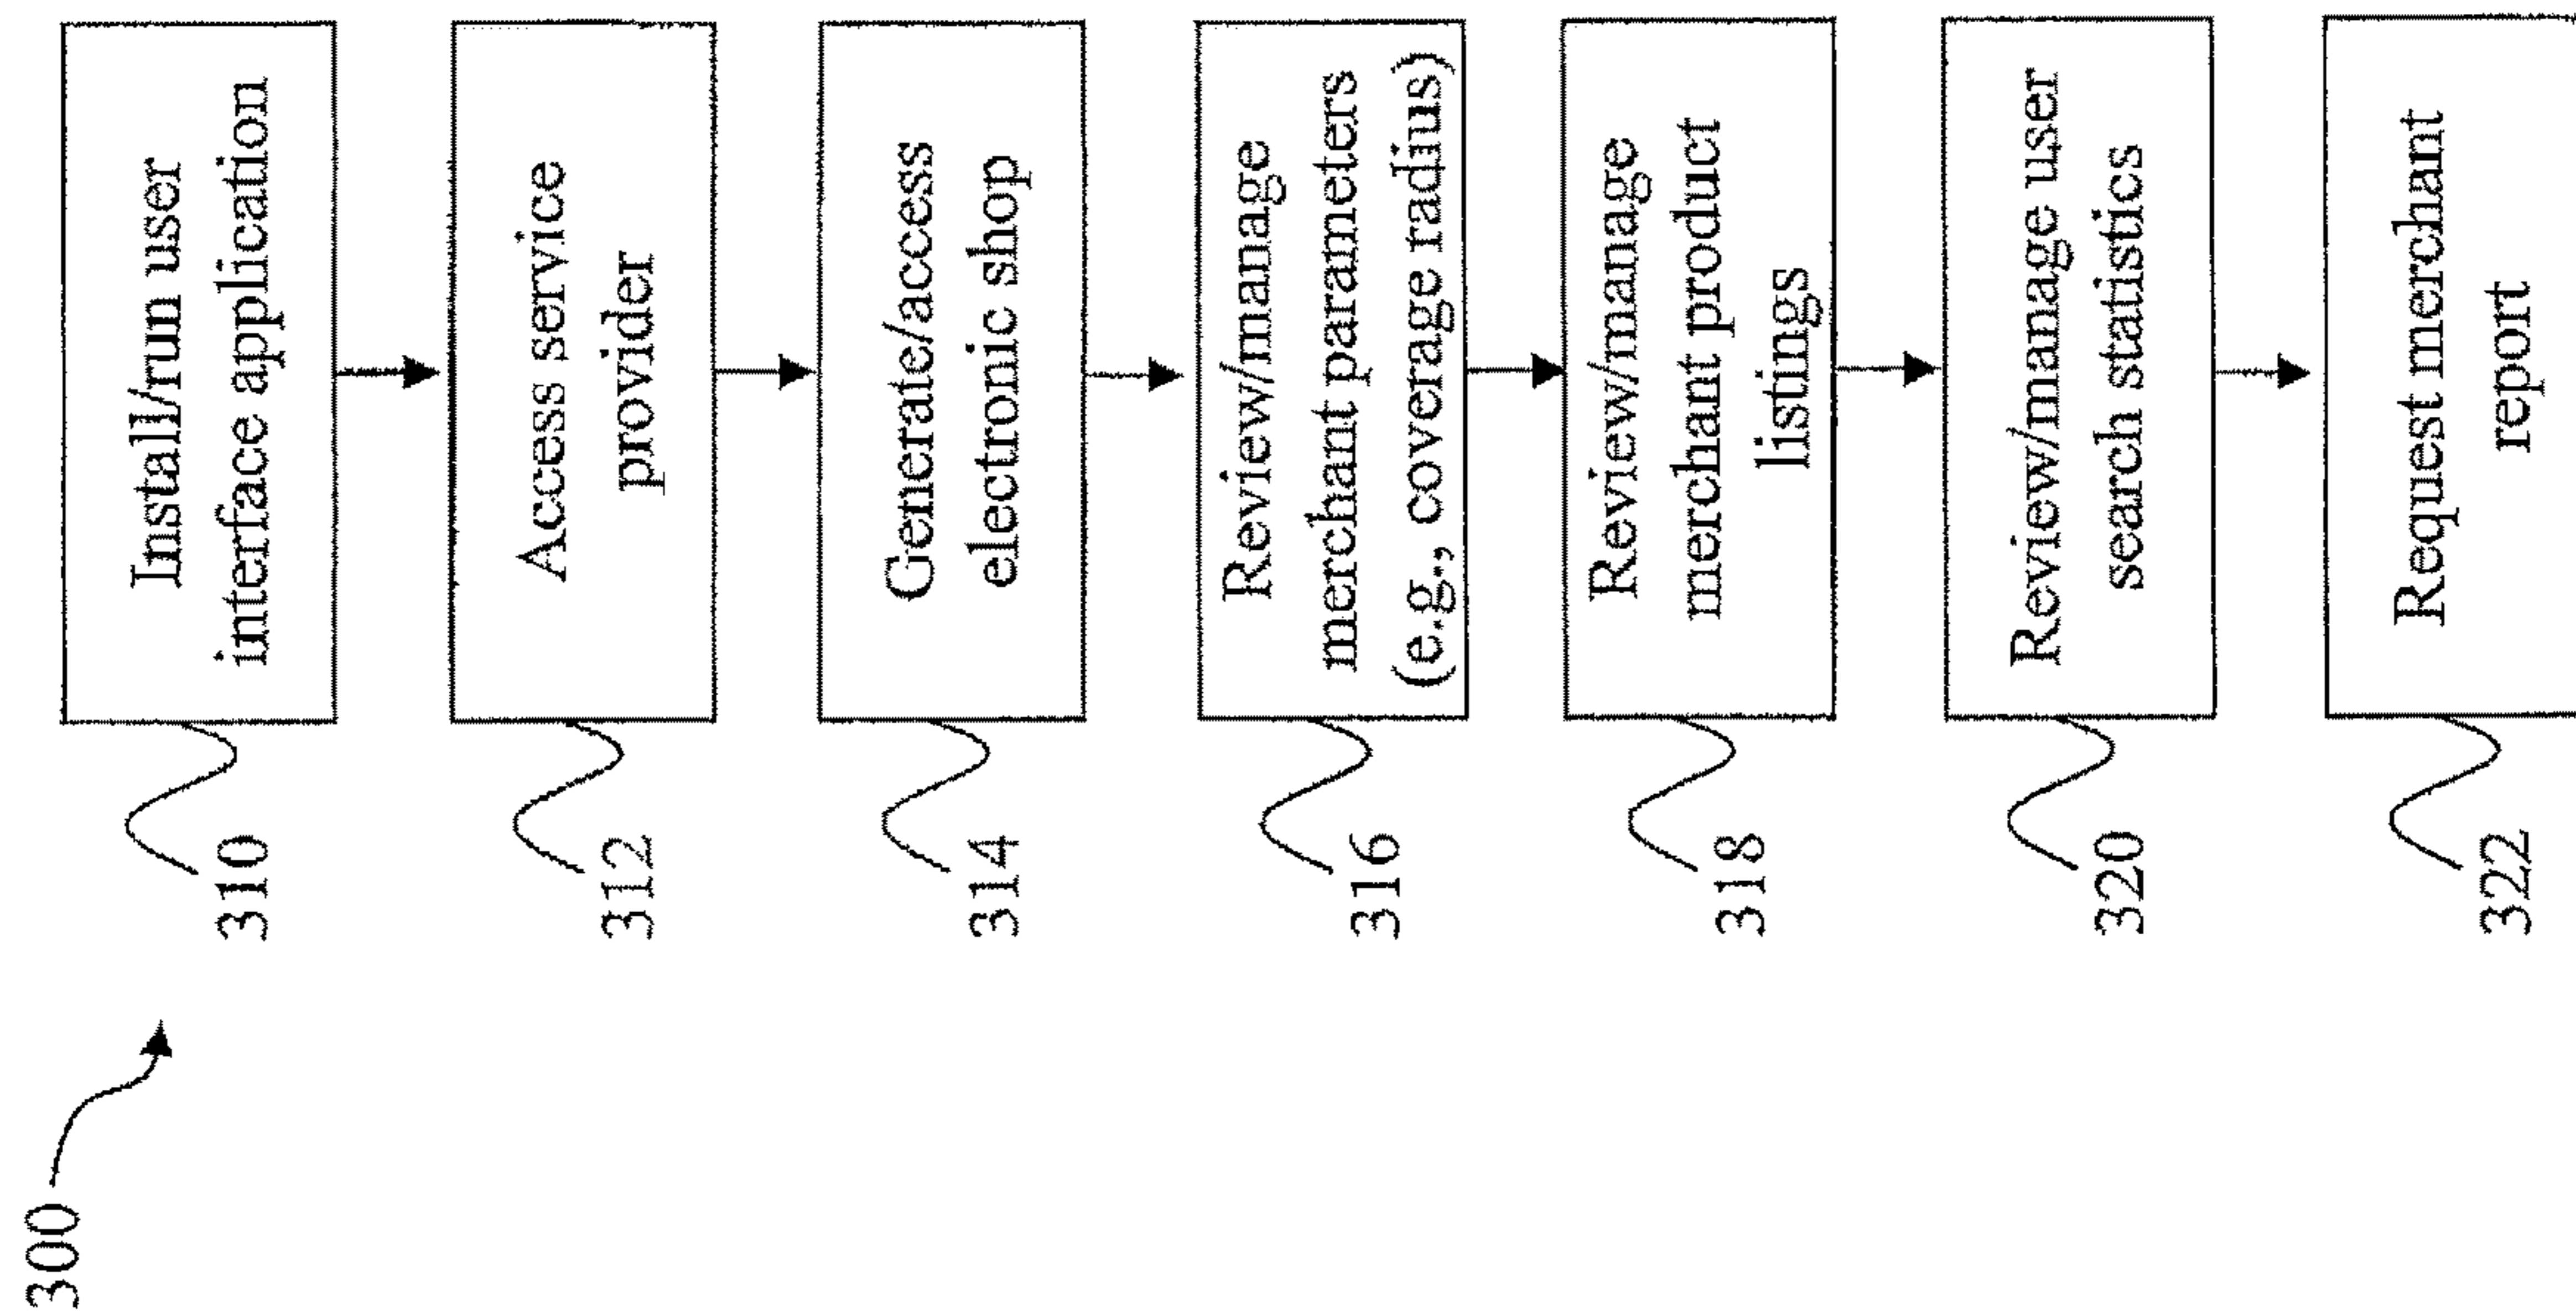 300
310
Install/run user
interface application
312
Access service
provider
314
Generate/access
electronic shop
316
Review/manage
merchant parameters
(e.g., coverage radius)
318
Review/manage
merchant product
listings
320
Review/manage user
search statistics
322
Request merchant
report